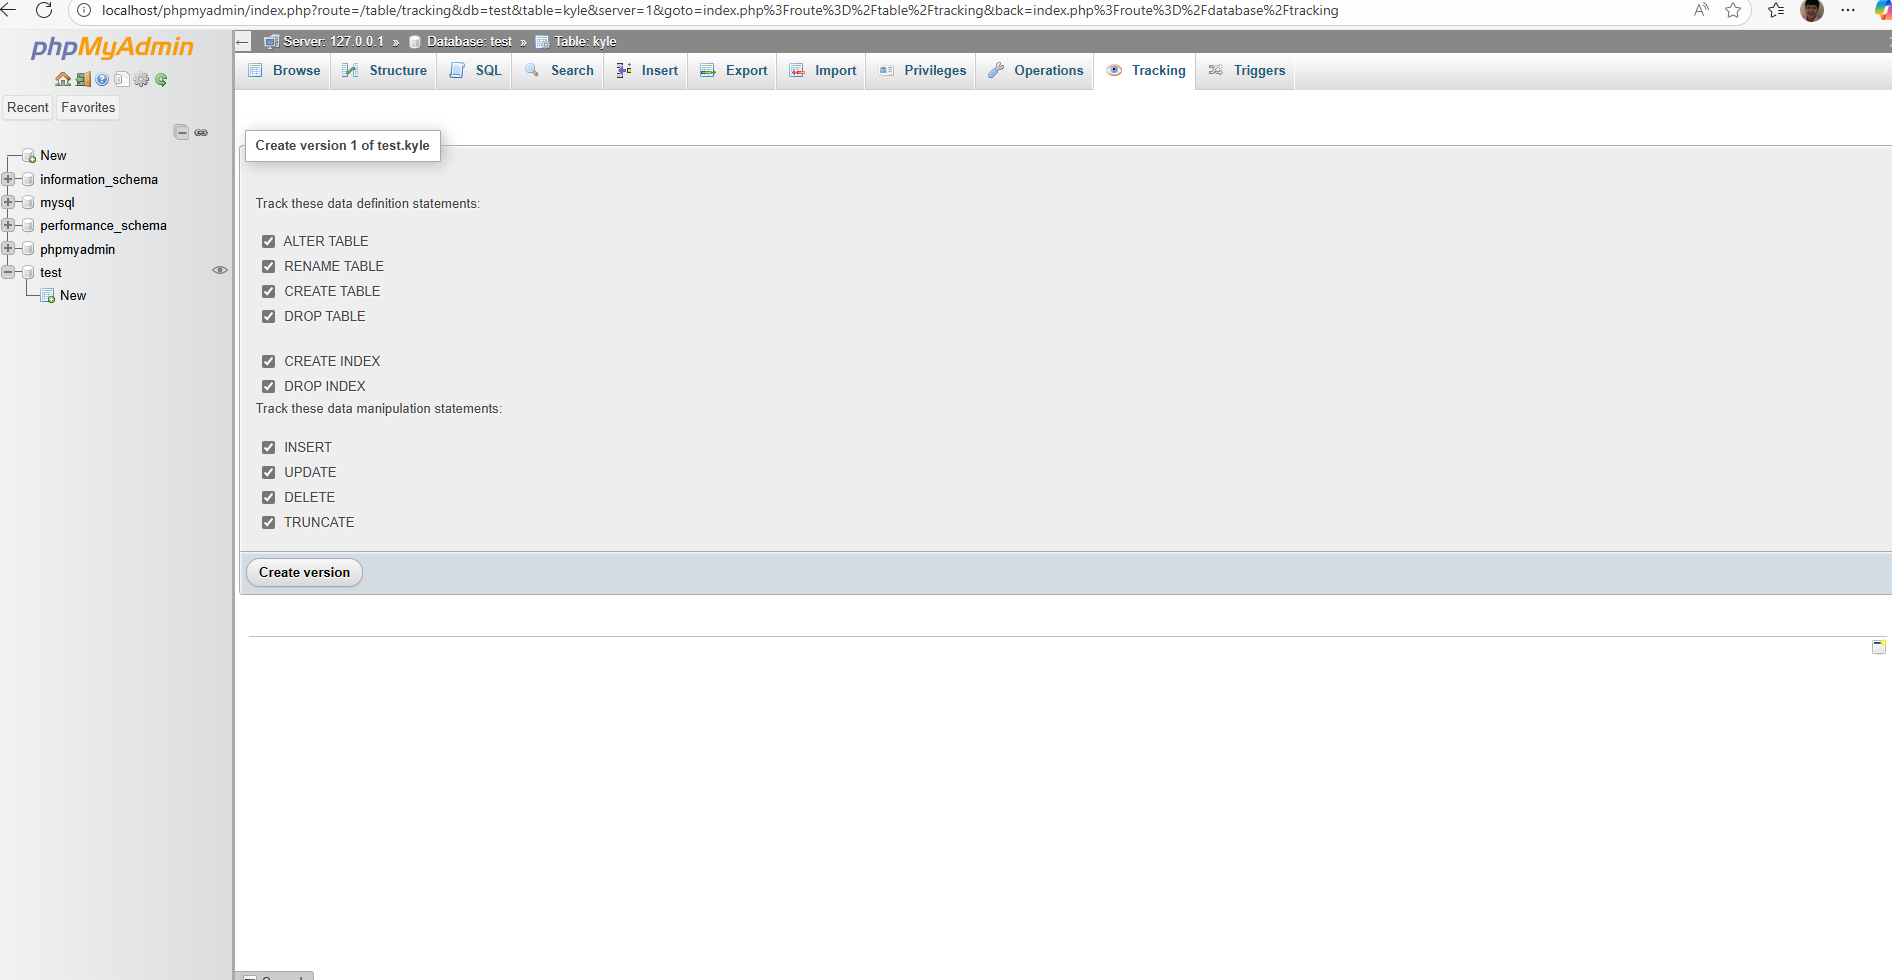 localhost/phpmyadmin/index.php?route=/table/tracking&db=test&table=kyle&server=1&goto=index.php%3Froute%3D%2Ftable%2Ftracking&back=index.php%3Froute%3D%2Fdatabase%2Ftracking
phpMyAdmin
Server: 127.0.0.1 » Database: test » Table: kyle
Browse Structure SQL Search Insert Export Import Privileges Operations Tracking Triggers
Recent Favorites
New
information_schema
mysql
performance_schema
phpmyadmin
test
New
Create version 1 of test.kyle
Track these data definition statements:
ALTER TABLE
RENAME TABLE
CREATE TABLE
DROP TABLE
CREATE INDEX
DROP INDEX
Track these data manipulation statements:
INSERT
UPDATE
DELETE
TRUNCATE
Create version